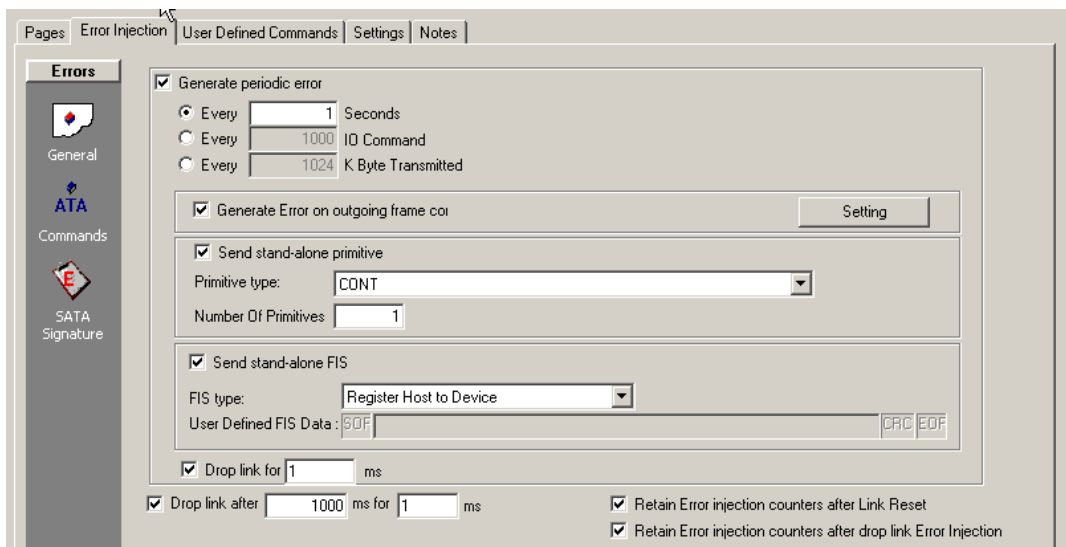 Pages Error Injection User Defined Commands Settings Notes
Errors
General
ATA
Commands
E
SATA
Signature
Generate periodic error
Every 1 Seconds
Every 1000 IO Command
Every 1024 K Byte Transmitted
Generate Error on outgoing frame coı Setting
Send stand-alone primitive
Primitive type: CONT
Number Of Primitives 1
Send stand-alone FIS
FIS type: Register Host to Device
User Defined FIS Data : SOF CRC EOF
Drop link for 1 ms
Drop link after 1000 ms for 1 ms
Retain Error injection counters after Link Reset
Retain Error injection counters after drop link Error Injection